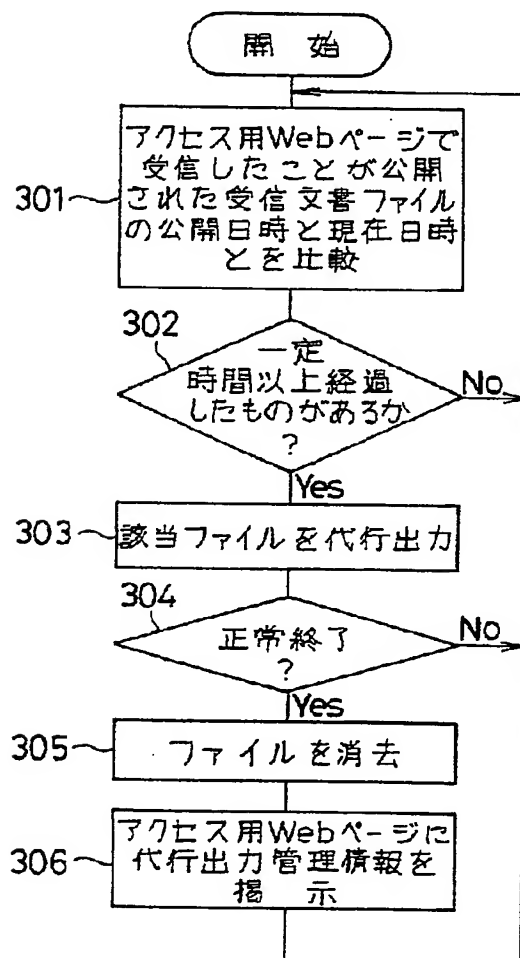 開始
アクセス用Webページで
受信したことが公開
された受信文書ファイル
の公開日時と現在日時
とを比較
301
302
一定
時間以上経過
したものがあるか
?
No
Yes
303
該当ファイルを代行出力
304
正常終了
?
No
Yes
305
ファイルを消去
306
アクセス用Webページに
代行出力管理情報を
掲示